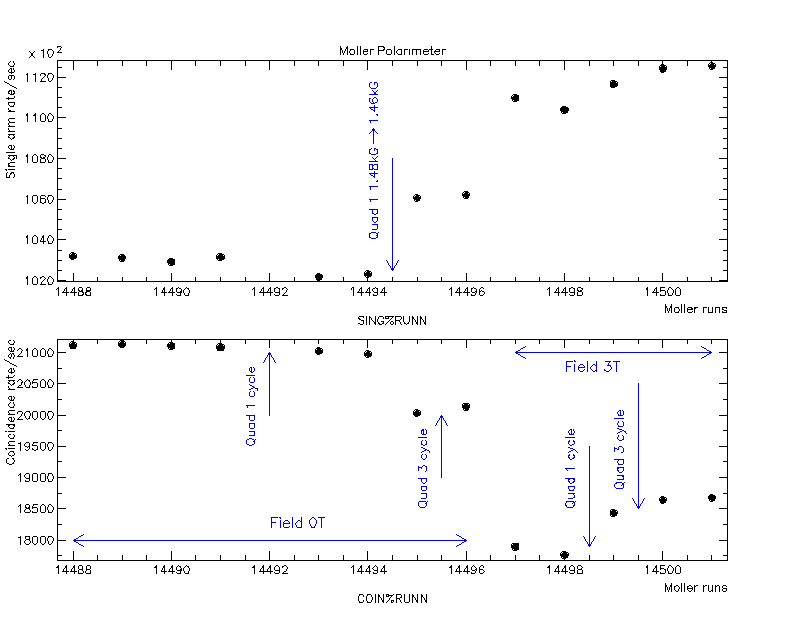 Moller Polarimeter
x 10²
Single arm rate/sec
1120
1100
1080
1060
1040
1020
Quad 1 1.48kG → 1.46kG
14488 14490 14492 14494 14496 14498 14500
Moller runs
SING%RUNN
Coincidence rate/sec
21000
20500
20000
19500
19000
18500
18000
Quad 1 cycle
Quad 3 cycle
Field 3T
Quad 1 cycle
Quad 3 cycle
Field 0T
14488 14490 14492 14494 14496 14498 14500
Moller runs
COIN%RUNN